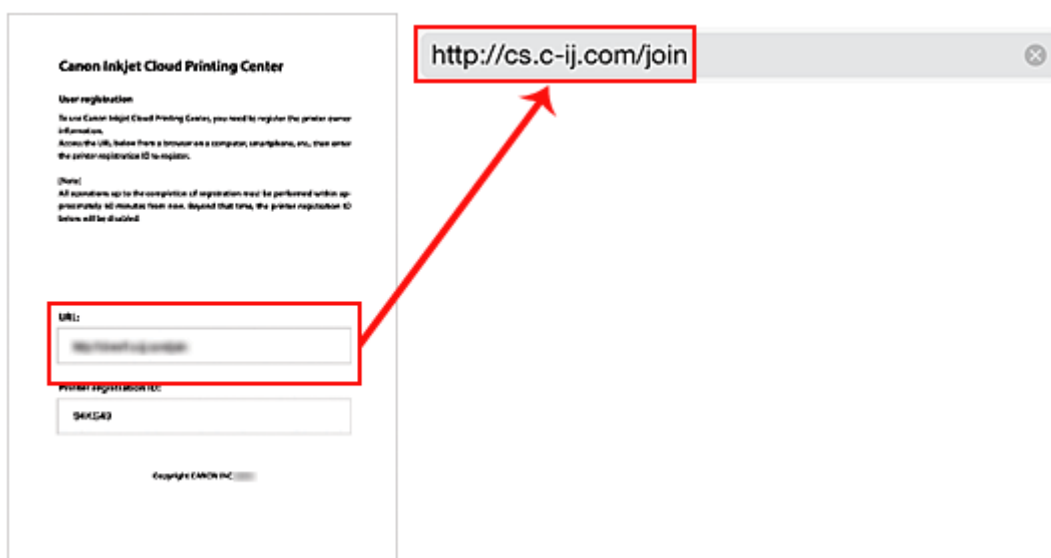 Canon Inkjet Cloud Printing Center
User registration
To use Canon Inkjet Cloud Printing Center, you need to register the printer owner
information.
Access the URL below from a browser on a computer, smartphone, etc., then enter
the printer registration ID to register.
[Note]
All operations up to the completion of registration must be performed within ap-
proximately 60 minutes from now. Beyond that time, the printer registration ID
below will be disabled.
URL:
Printer registration ID:
Copyright CANON INC
http://cs.c-ij.com/join